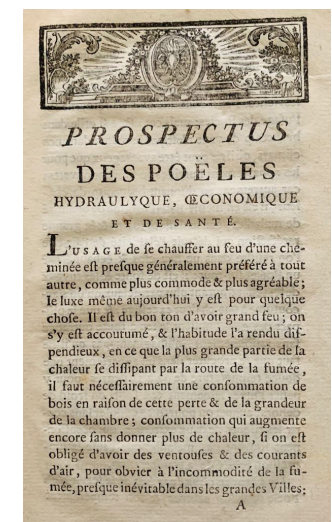 PROSPECTUS
DES POËLES
HYDRAULYQUE, ŒCONOMIQUE
ET DE SANTÉ.
L'USAGE de se chauffer au feu d'une che-
minée est presque généralement préféré à tout
autre, comme plus commode & plus agréable;
le luxe même aujourd'hui y est pour quelque
chose. Il est du bon ton d'avoir grand feu; on
s'y est accoutumé, & l'habitude l'a rendu dis-
pendieux, en ce que la plus grande partie de sa
chaleur se dissipant par la route de la fumée,
il faut nécessairement une consommation de
bois en raison de cette perte & de la grandeur
de la chambre; consommation qui augmente
encore sans donner plus de chaleur, si on est
obligé d'avoir des ventouses & des courants
d'air, pour obvier à l'incommodité de la fu-
mée, presque inévitable dans les grandes Villes;
A